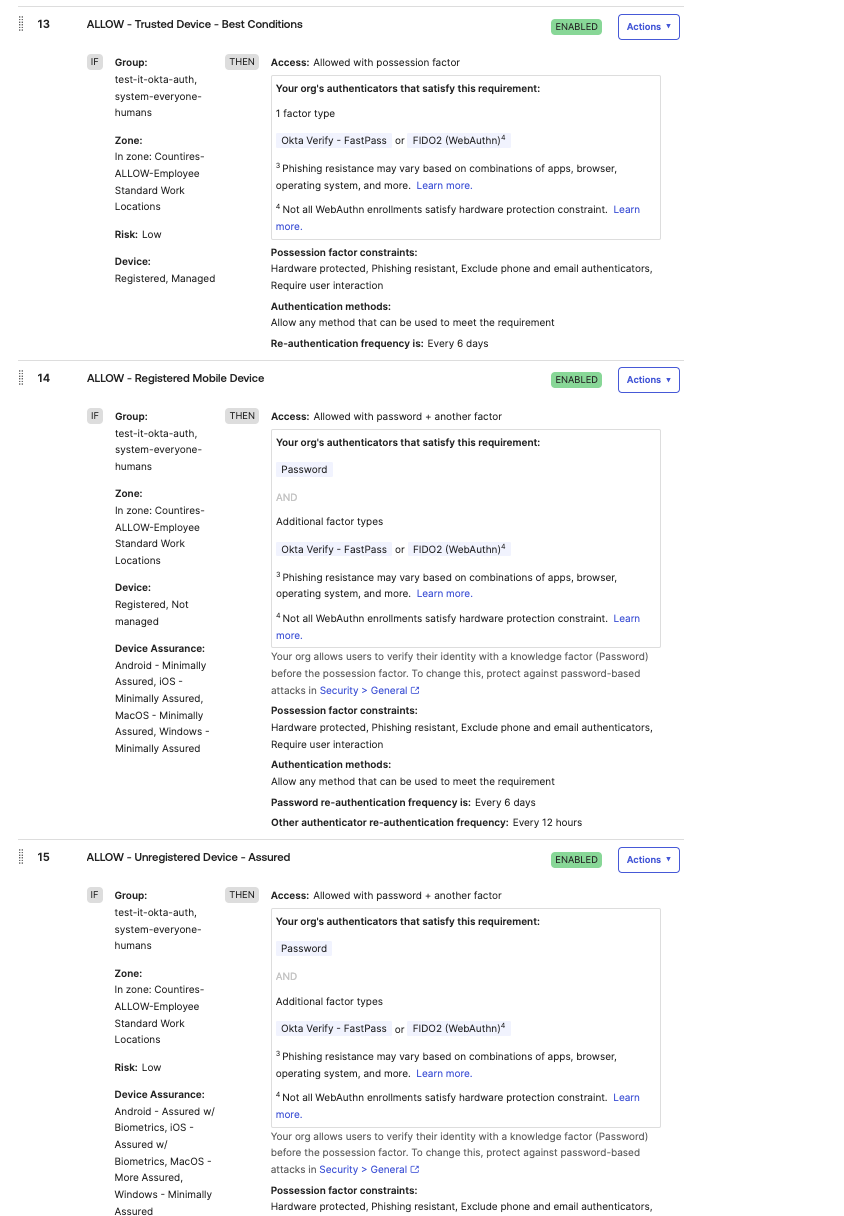 13 ALLOW - Trusted Device - Best Conditions ENABLED Actions ▼
IF Group: THEN Access: Allowed with possession factor
test-it-okta-auth,
system-everyone-
humans
Zone:
In zone: Countires-
ALLOW-Employee
Standard Work
Locations
Risk: Low
Device:
Registered, Managed
Your org's authenticators that satisfy this requirement:
1 factor type
Okta Verify - FastPass or FIDO2 (WebAuthn)4
3 Phishing resistance may vary based on combinations of apps, browser,
operating system, and more. Learn more.
4 Not all WebAuthn enrollments satisfy hardware protection constraint. Learn
more.
Possession factor constraints:
Hardware protected, Phishing resistant, Exclude phone and email authenticators,
Require user interaction
Authentication methods:
Allow any method that can be used to meet the requirement
Re-authentication frequency is: Every 6 days
14 ALLOW - Registered Mobile Device ENABLED Actions ▼
IF Group: THEN Access: Allowed with password + another factor
test-it-okta-auth,
system-everyone-
humans
Zone:
In zone: Countires-
ALLOW-Employee
Standard Work
Locations
Device:
Registered, Not
managed
Device Assurance:
Android - Minimally
Assured, iOS -
Minimally Assured,
MacOS - Minimally
Assured, Windows -
Minimally Assured
Your org's authenticators that satisfy this requirement:
Password
AND
Additional factor types
Okta Verify - FastPass or FIDO2 (WebAuthn)4
3 Phishing resistance may vary based on combinations of apps, browser,
operating system, and more. Learn more.
4 Not all WebAuthn enrollments satisfy hardware protection constraint. Learn
more.
Your org allows users to verify their identity with a knowledge factor (Password)
before the possession factor. To change this, protect against password-based
attacks in Security > General
Possession factor constraints:
Hardware protected, Phishing resistant, Exclude phone and email authenticators,
Require user interaction
Authentication methods:
Allow any method that can be used to meet the requirement
Password re-authentication frequency is: Every 6 days
Other authenticator re-authentication frequency: Every 12 hours
15 ALLOW - Unregistered Device - Assured ENABLED Actions ▼
IF Group: THEN Access: Allowed with password + another factor
test-it-okta-auth,
system-everyone-
humans
Zone:
In zone: Countires-
ALLOW-Employee
Standard Work
Locations
Risk: Low
Device Assurance:
Android - Assured w/
Biometrics, iOS -
Assured w/
Biometrics, MacOS -
More Assured,
Windows - Minimally
Assured
Your org's authenticators that satisfy this requirement:
Password
AND
Additional factor types
Okta Verify - FastPass or FIDO2 (WebAuthn)4
3 Phishing resistance may vary based on combinations of apps, browser,
operating system, and more. Learn more.
4 Not all WebAuthn enrollments satisfy hardware protection constraint. Learn
more.
Your org allows users to verify their identity with a knowledge factor (Password)
before the possession factor. To change this, protect against password-based
attacks in Security > General
Possession factor constraints:
Hardware protected, Phishing resistant, Exclude phone and email authenticators,